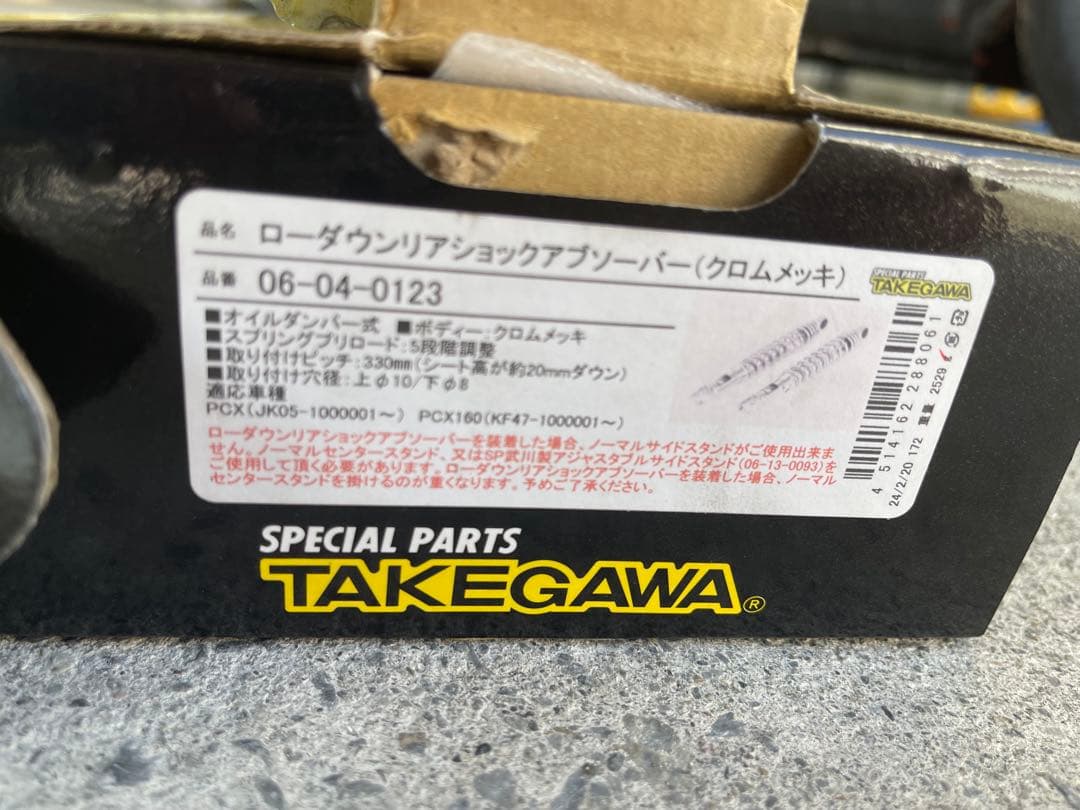 品名 ローダウンリアショックアブソーバー(クロムメッキ)
品番 06-04-0123
SPECIAL PARTS
TAKEGAWA
■オイルダンパー式 ■ボディー:クロムメッキ
■スプリングプリロード:5段階調整
■取り付けピッチ:330mm(シート高が約20mmダウン)
■取り付け穴径:上φ10/下φ8
適応車種
PCX(JK05-1000001～) PCX160(KF47-1000001～)
ローダウンリアショックアブソーバーを装着した場合、ノーマルサイドスタンドがご使用出来ま
せん。ノーマルセンタースタンド、又はSP武川製アジャスタブルサイドスタンド(06-13-0093)を
ご使用して頂く必要があります。ローダウンリアショックアブソーバーを装着した場合、ノーマル
センタースタンドを掛けるのが重くなります。予めご了承ください。
4 514162 288061
24/2/20 172 重量 2529
SPECIAL PARTS
TAKEGAWA®